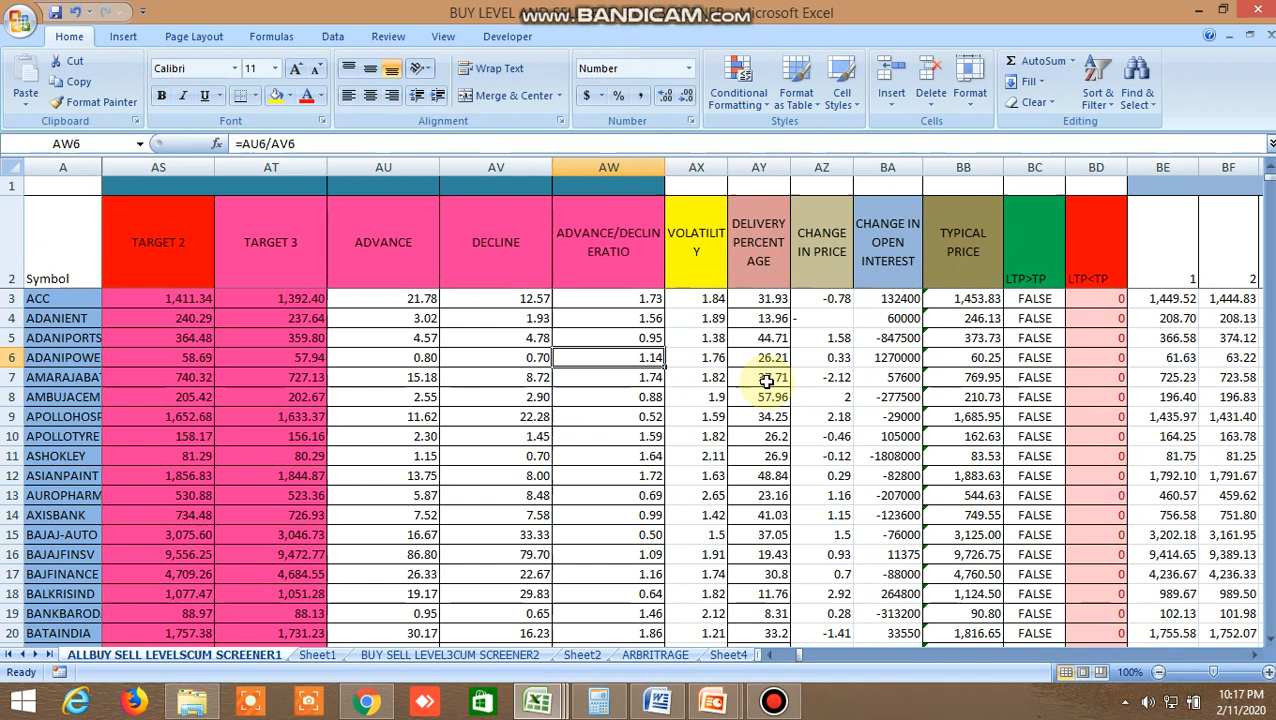 BUY LEVEL AN
www.BANDICAM.com
- Microsoft Excel
Home Insert Page Layout Formulas Data Review View Developer
Paste
Cut
Copy
Format Painter
Clipboard
Calibri 11
B I U
Font
Wrap Text
Merge & Center
Alignment
Number
$ % ,
Number
Conditional Formatting
Format as Table
Cell Styles
Styles
Insert Delete Format
Cells
AutoSum
Fill
Clear
Sort & Filter
Find & Select
Editing
AW6 fx =AU6/AV6
A AS AT AU AV AW AX AY AZ BA BB BC BD BE BF
1
2 Symbol TARGET 2 TARGET 3 ADVANCE DECLINE ADVANCE/DECLINERATIO VOLATILITY DELIVERY PERCENTAGE CHANGE IN PRICE CHANGE IN OPEN INTEREST TYPICAL PRICE LTP>TP LTP<TP 1 2
3 ACC 1,411.34 1,392.40 21.78 12.57 1.73 1.84 31.93 -0.78 132400 1,453.83 FALSE 0 1,449.52 1,444.83
4 ADANIENT 240.29 237.64 3.02 1.93 1.56 1.89 13.96 - 60000 246.13 FALSE 0 208.70 208.13
5 ADANIPORTS 364.48 359.80 4.57 4.78 0.95 1.38 44.71 1.58 -847500 373.73 FALSE 0 366.58 374.12
6 ADANIPOWE 58.69 57.94 0.80 0.70 1.14 1.76 26.21 0.33 1270000 60.25 FALSE 0 61.63 63.22
7 AMARAJABA 740.32 727.13 15.18 8.72 1.74 1.82 -2.12 57600 769.95 FALSE 0 725.23 723.58
8 AMBUJACEM 205.42 202.67 2.55 2.90 0.88 1.9 57.96 2 -277500 210.73 FALSE 0 196.40 196.83
9 APOLLOHOSP 1,652.68 1,633.37 11.62 22.28 0.52 1.59 34.25 2.18 -29000 1,685.95 FALSE 0 1,435.97 1,431.40
10 APOLLOTYRE 158.17 156.16 2.30 1.45 1.59 1.82 26.2 -0.46 105000 162.63 FALSE 0 164.25 163.78
11 ASHOKLEY 81.29 80.29 1.15 0.70 1.64 2.11 26.9 -0.12 -1808000 83.53 FALSE 0 81.75 81.25
12 ASIANPAINT 1,856.83 1,844.87 13.75 8.00 1.72 1.63 48.84 0.29 -82800 1,883.63 FALSE 0 1,792.10 1,767.80
13 AUROPHARM 530.88 523.36 5.87 8.48 0.69 2.65 23.16 1.16 -207000 544.63 FALSE 0 460.57 459.62
14 AXISBANK 734.48 726.93 7.52 7.58 0.99 1.42 41.03 1.15 -123600 749.55 FALSE 0 756.58 751.80
15 BAJAJ-AUTO 3,075.60 3,022.77 16.67 33.33 0.50 1.5 37.05 1.5 -76000 3,125.00 FALSE 0 3,202.18 3,161.95
16 BAJAJFINSV 9,556.25 9,472.77 86.80 79.70 1.09 1.91 19.43 0.93 11375 9,726.75 FALSE 0 9,414.65 9,389.13
17 BAJFINANCE 4,709.26 4,684.55 26.33 22.67 1.16 1.74 30.8 0.7 -88000 4,760.50 FALSE 0 4,236.67 4,236.33
18 BALKRISIND 1,077.47 1,051.28 19.17 29.83 0.64 1.82 11.76 2.92 264800 1,124.50 FALSE 0 989.67 989.50
19 BANKBAROD 88.97 88.13 0.95 0.65 1.46 2.12 8.31 0.28 -313200 90.80 FALSE 0 102.13 101.98
20 BATAINDIA 1,757.38 1,731.23 30.17 16.23 1.86 1.21 33.2 -1.41 33550 1,816.65 FALSE 0 1,755.58 1,752.07
ALLBUY SELL LEVELSCUM SCREENER1 Sheet1 BUY SELL LEVEL3CUM SCREENER2 Sheet2 ARBRITRAGE Sheet4
Ready 100%
10:17 PM
2/11/2020